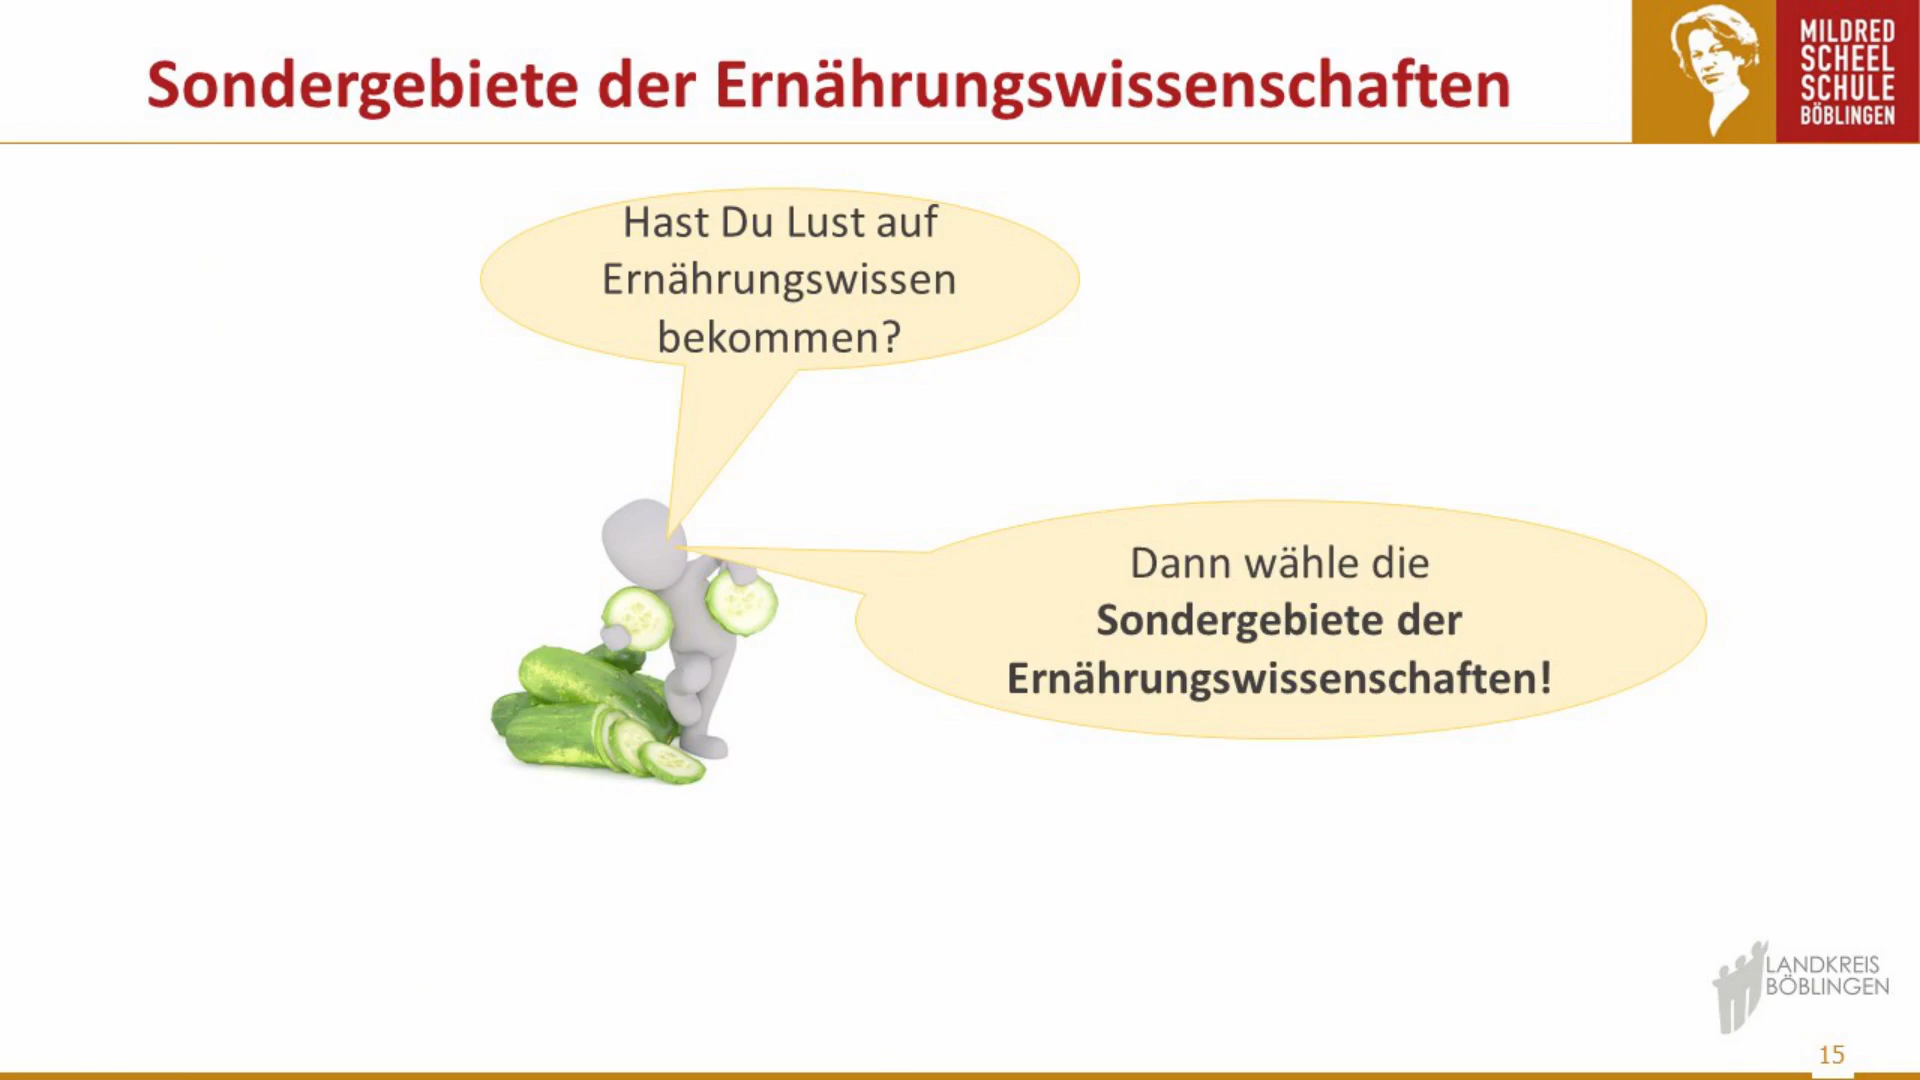 Sondergebiete der Ernährungswissenschaften
MILDRED
SCHEEL
SCHULE
BÖBLINGEN
Hast Du Lust auf
Ernährungswissen
bekommen?
Dann wähle die
Sondergebiete der
Ernährungswissenschaften!
LANDKREIS
BÖBLINGEN
15